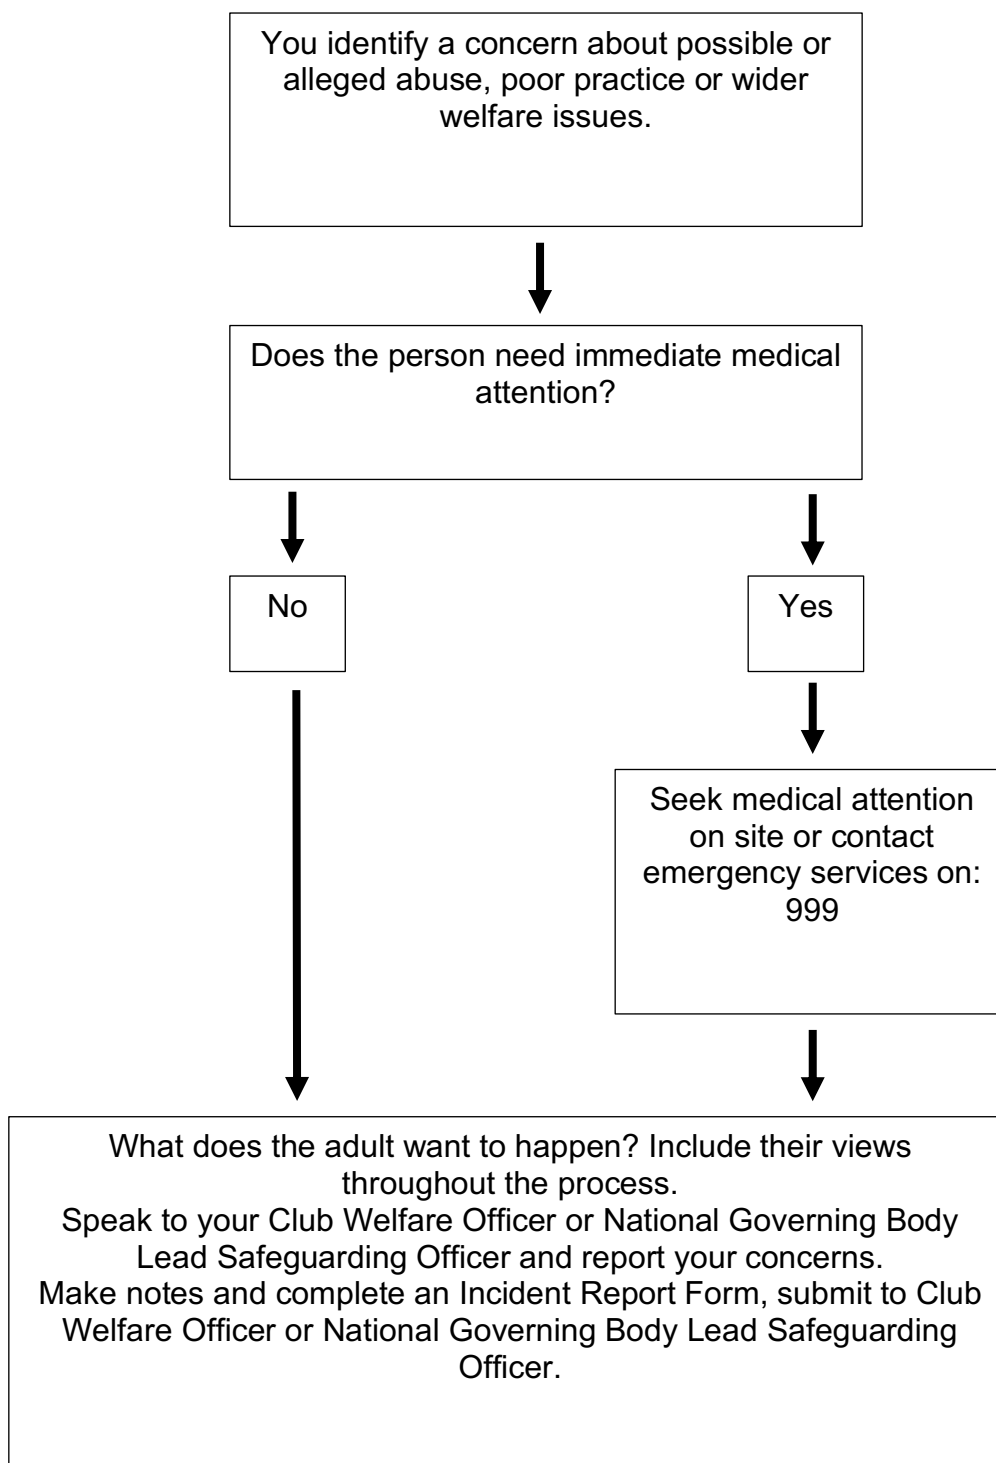 You identify a concern about possible or
alleged abuse, poor practice or wider
welfare issues.
Does the person need immediate medical
attention?
No
Yes
Seek medical attention
on site or contact
emergency services on:
999
What does the adult want to happen? Include their views
throughout the process.
Speak to your Club Welfare Officer or National Governing Body
Lead Safeguarding Officer and report your concerns.
Make notes and complete an Incident Report Form, submit to Club
Welfare Officer or National Governing Body Lead Safeguarding
Officer.